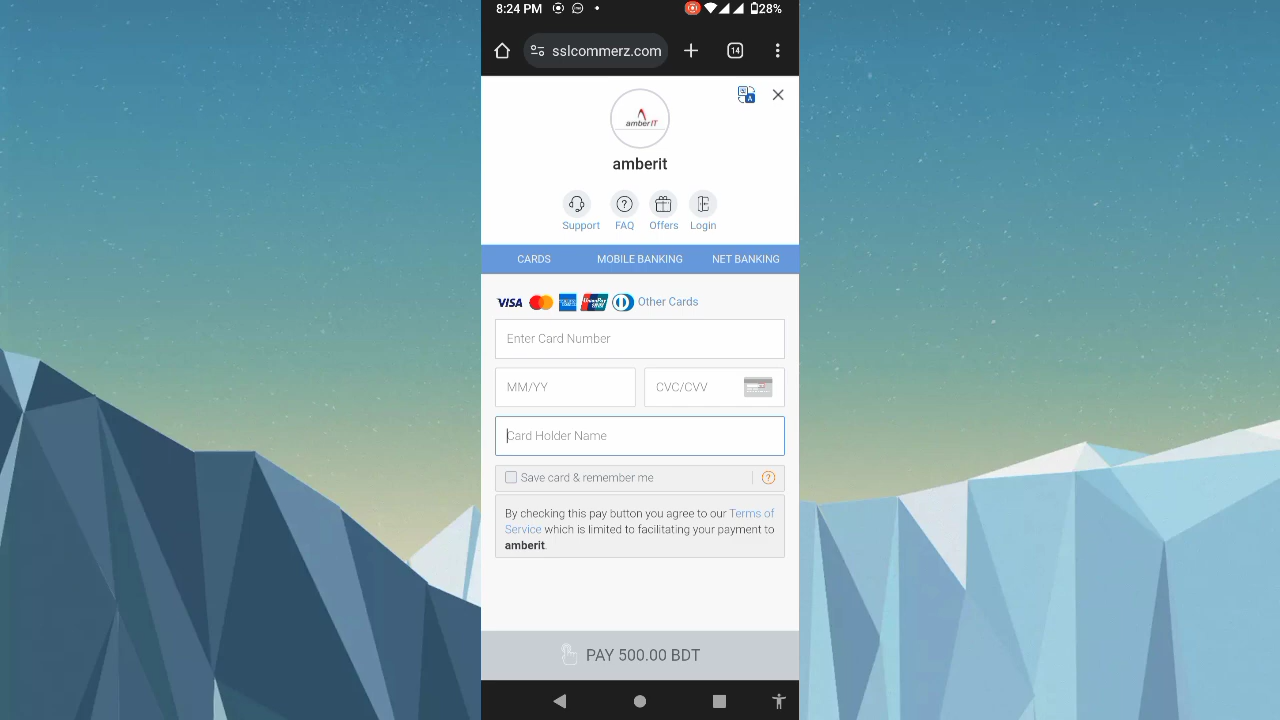 8:24 PM 28%
sslcommerz.com 14
amberIT
amberit
Support FAQ Offers Login
CARDS MOBILE BANKING NET BANKING
VISA Other Cards
Enter Card Number
MM/YY CVC/CVV
Card Holder Name
Save card & remember me ?
By checking this pay button you agree to our Terms of
Service which is limited to facilitating your payment to
amberit.
PAY 500.00 BDT